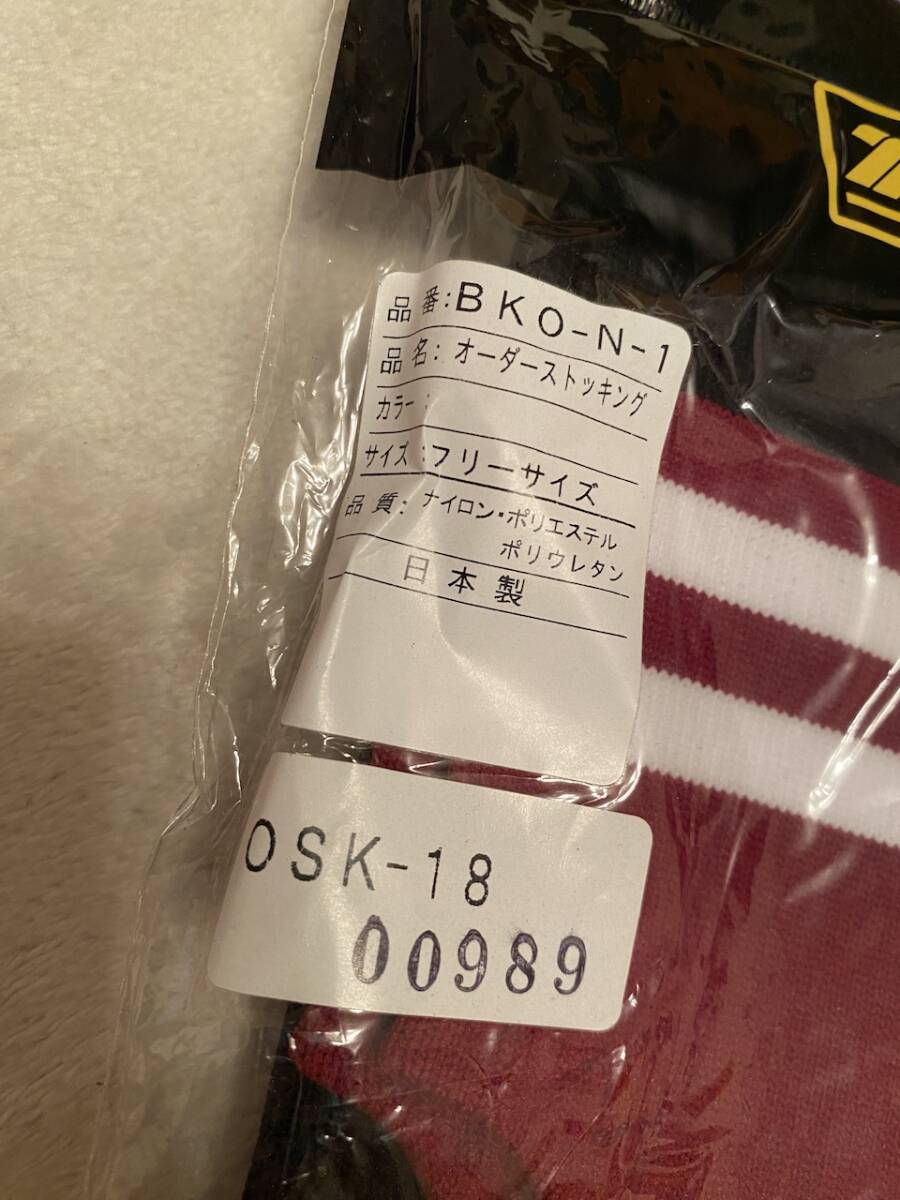 品番:BKO-N-1
品名:オーダーストッキング
カラー:
サイズ:フリーサイズ
品質:ナイロン・ポリエステル
ポリウレタン
日本製
OSK-18
00989